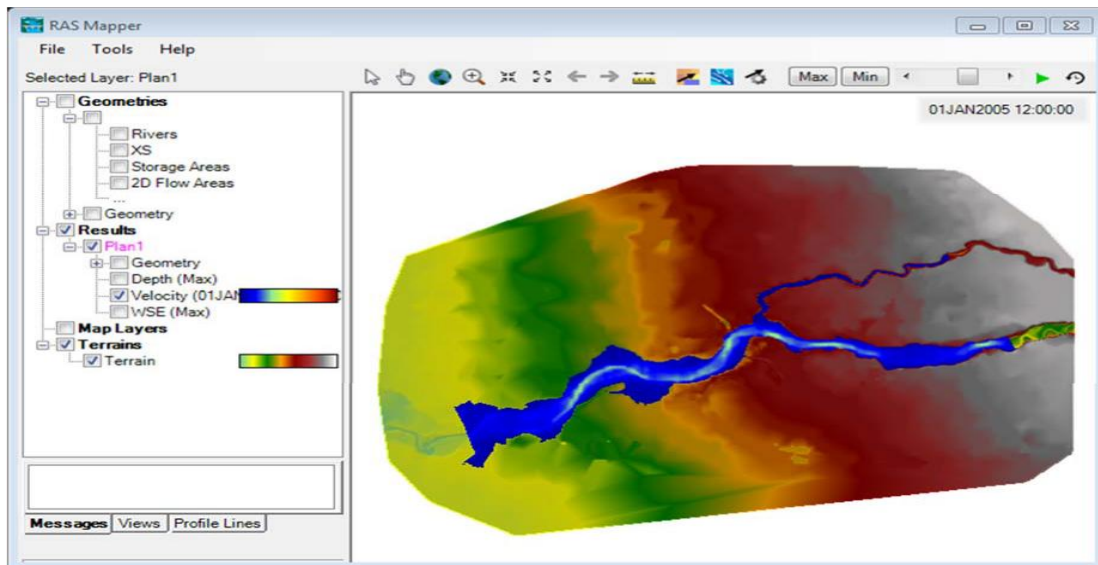 RAS Mapper
File Tools Help
Selected Layer: Plan1
Max Min
01JAN2005 12:00:00
Geometries
Rivers
XS
Storage Areas
2D Flow Areas
...
Geometry
Results
Plan1
Geometry
Depth (Max)
Velocity (01JAN
WSE (Max)
Map Layers
Terrains
Terrain
Messages Views Profile Lines